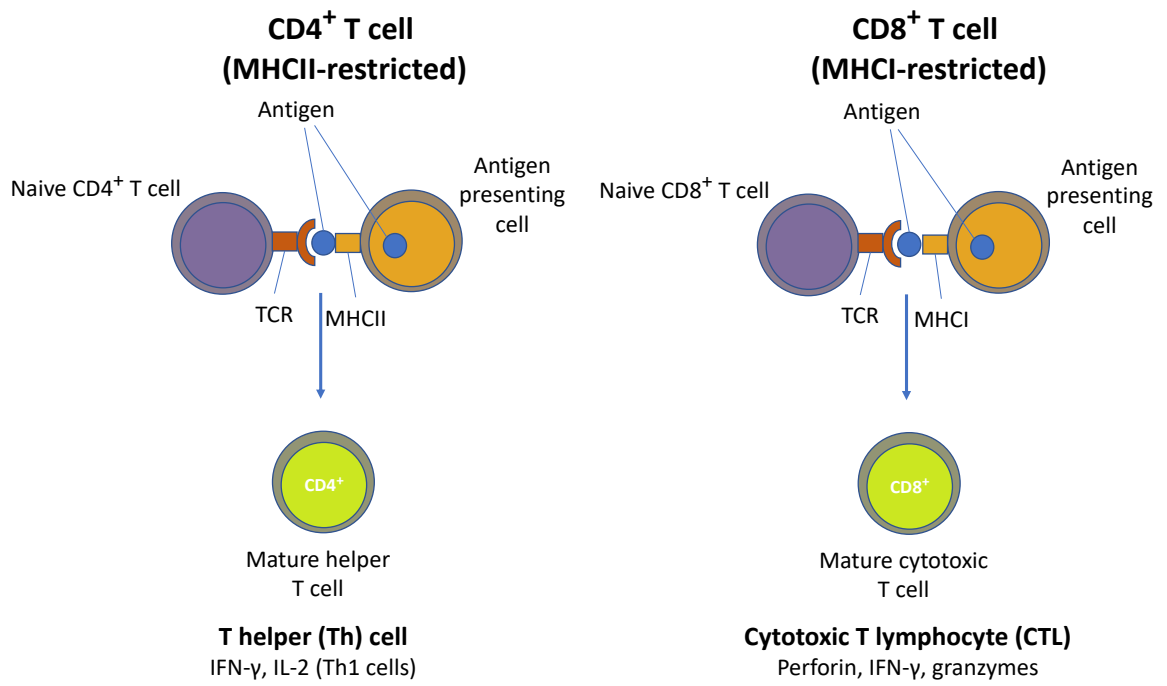 CD4⁺ T cell
(MHCII-restricted)
Antigen
Naive CD4⁺ T cell
Antigen
presenting
cell
TCR
MHCII
CD4⁺
Mature helper
T cell
T helper (Th) cell
IFN-γ, IL-2 (Th1 cells)
CD8⁺ T cell
(MHCI-restricted)
Antigen
Naive CD8⁺ T cell
Antigen
presenting
cell
TCR
MHCI
CD8⁺
Mature cytotoxic
T cell
Cytotoxic T lymphocyte (CTL)
Perforin, IFN-γ, granzymes